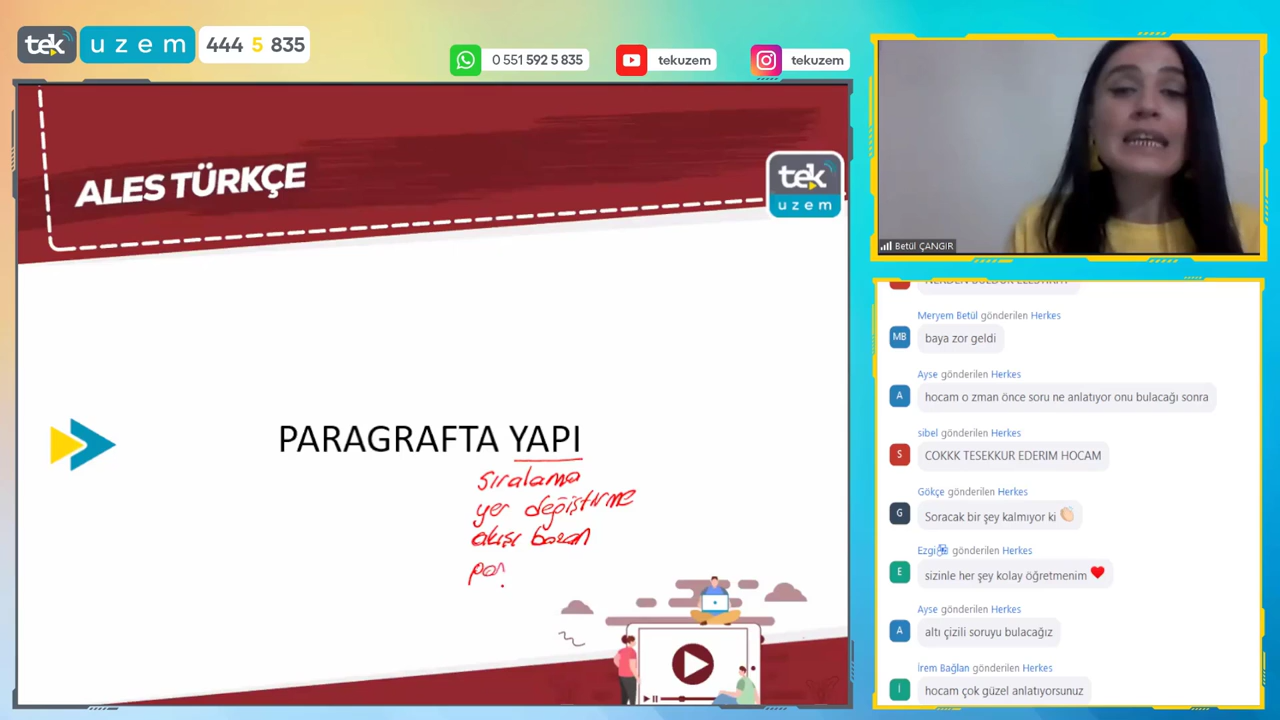 tek uzem 444 5 835
0 551 592 5 835
tekuzem
tekuzem
ALES TÜRKÇE
tek
uzem
PARAGRAFTA YAPI
sıralama
yer değiştirme
akışı bozan
par
Betül ÇANGIR
Meryem Betül gönderilen Herkes
MB
baya zor geldi
Ayse gönderilen Herkes
A
hocam o zman önce soru ne anlatıyor onu bulacağı sonra
sibel gönderilen Herkes
S
COKKK TESEKKUR EDERIM HOCAM
Gökçe gönderilen Herkes
G
Soracak bir şey kalmıyor ki 👏🏻
Ezgi gönderilen Herkes
E
sizinle her şey kolay öğretmenim ♥
Ayse gönderilen Herkes
A
altı çizili soruyu bulacağız
İrem Bağlan gönderilen Herkes
İ
hocam çok güzel anlatıyorsunuz